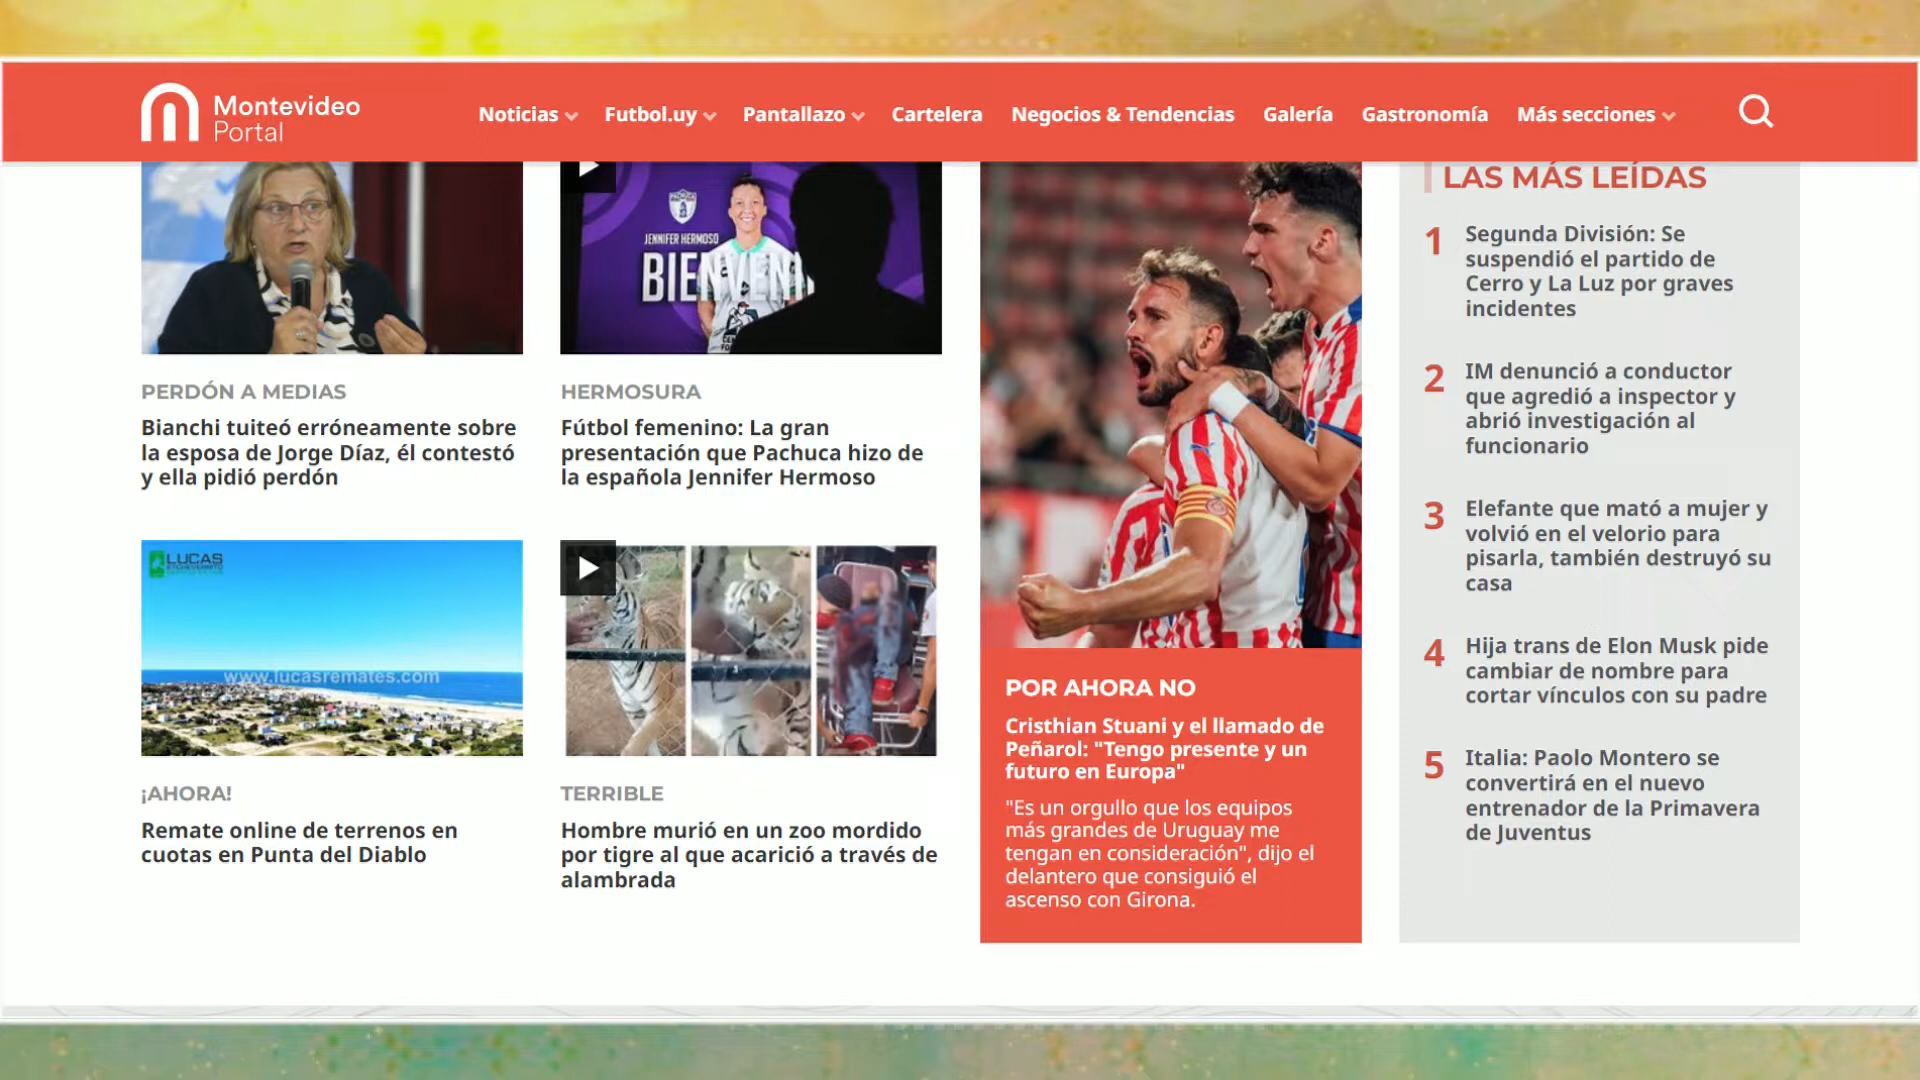 Montevideo
Portal
Noticias
Futbol.uy
Pantallazo
Cartelera
Negocios & Tendencias
Galería
Gastronomía
Más secciones
JENNIFER HERMOSO
PERDÓN A MEDIAS
Bianchi tuiteó erróneamente sobre
la esposa de Jorge Díaz, él contestó
y ella pidió perdón
HERMOSURA
Fútbol femenino: La gran
presentación que Pachuca hizo de
la española Jennifer Hermoso
LUCAS
www.lucasremates.com
¡AHORA!
Remate online de terrenos en
cuotas en Punta del Diablo
TERRIBLE
Hombre murió en un zoo mordido
por tigre al que acarició a través de
alambrada
POR AHORA NO
Cristhian Stuani y el llamado de
Peñarol: "Tengo presente y un
futuro en Europa"
"Es un orgullo que los equipos
más grandes de Uruguay me
tengan en consideración", dijo el
delantero que consiguió el
ascenso con Girona.
LAS MÁS LEÍDAS
1 Segunda División: Se
suspendió el partido de
Cerro y La Luz por graves
incidentes
2 IM denunció a conductor
que agredió a inspector y
abrió investigación al
funcionario
3 Elefante que mató a mujer y
volvió en el velorio para
pisarla, también destruyó su
casa
4 Hija trans de Elon Musk pide
cambiar de nombre para
cortar vínculos con su padre
5 Italia: Paolo Montero se
convertirá en el nuevo
entrenador de la Primavera
de Juventus